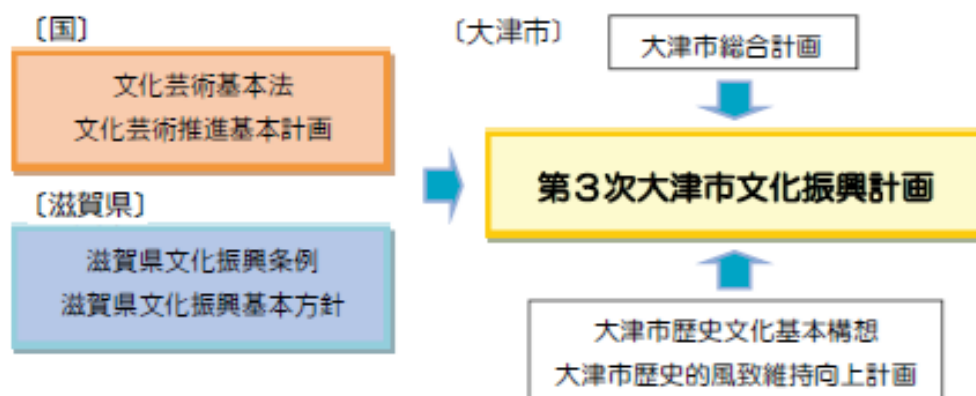 〔国〕
文化芸術基本法
文化芸術推進基本計画
〔滋賀県〕
滋賀県文化振興条例
滋賀県文化振興基本方針
〔大津市〕
大津市総合計画
第3次大津市文化振興計画
大津市歴史文化基本構想
大津市歴史的風致維持向上計画